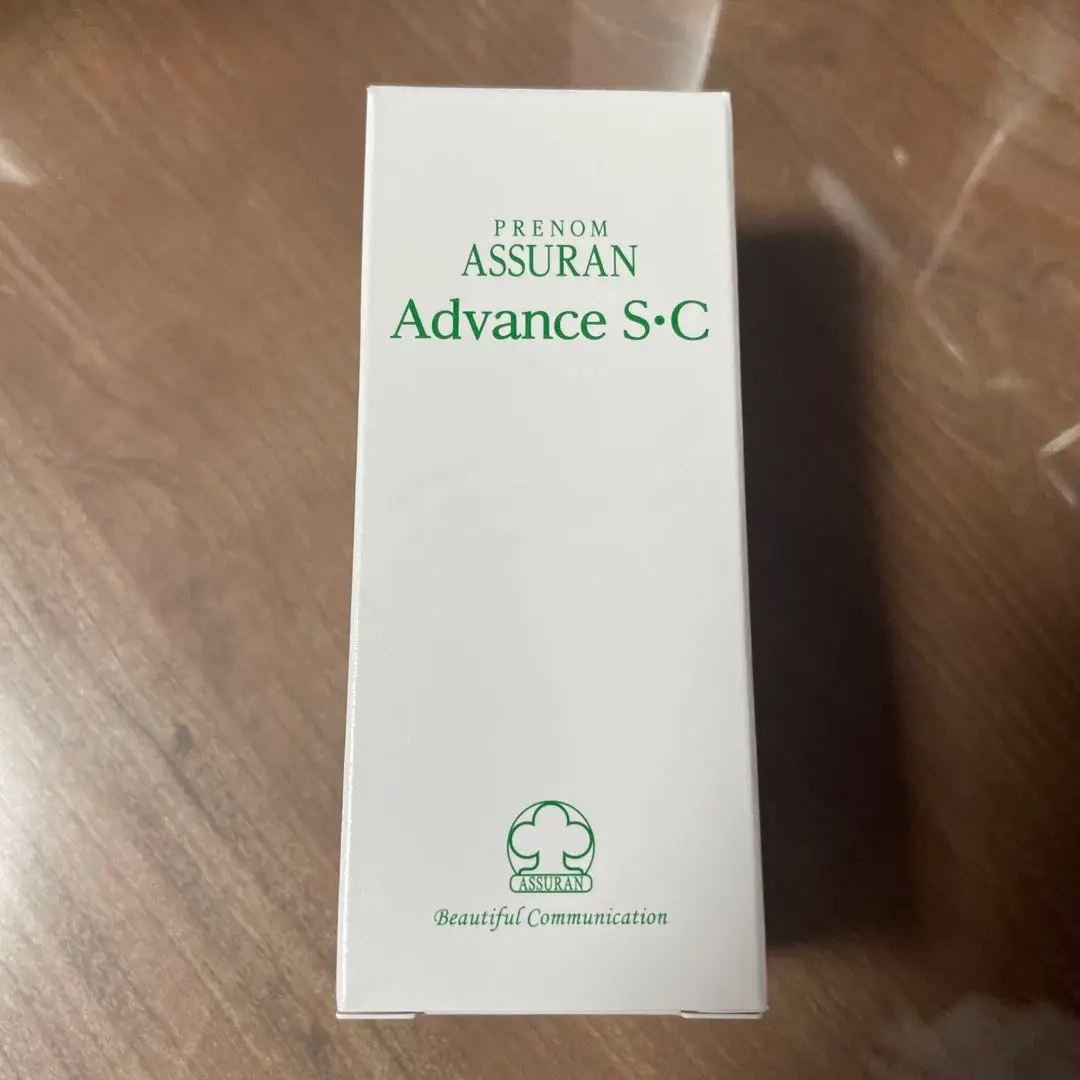 PRENOM
ASSURAN
Advance S•C
ASSURAN
Beautiful Communication